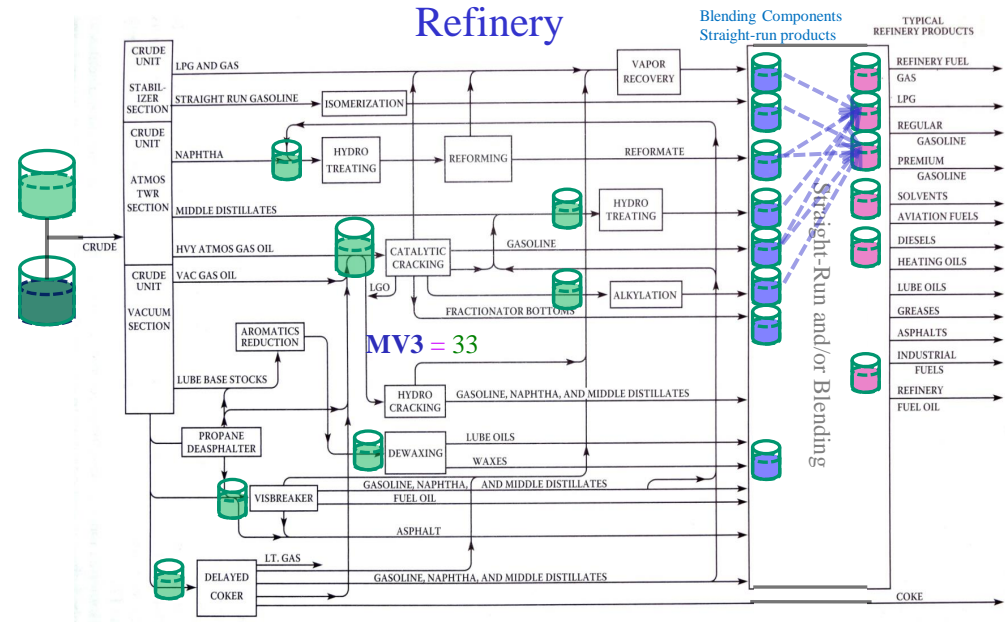 Refinery
Blending Components
Straight-run products
TYPICAL
REFINERY PRODUCTS
CRUDE
UNIT
STABIL-
IZER
SECTION
LPG AND GAS
VAPOR
RECOVERY
REFINERY FUEL
GAS
STRAIGHT RUN GASOLINE
ISOMERIZATION
LPG
CRUDE
UNIT
ATMOS
TWR
SECTION
REGULAR
GASOLINE
NAPHTHA
HYDRO
TREATING
REFORMING
REFORMATE
PREMIUM
GASOLINE
SOLVENTS
MIDDLE DISTILLATES
HYDRO
TREATING
AVIATION FUELS
CRUDE
HVY ATMOS GAS OIL
CATALYTIC
CRACKING
GASOLINE
DIESELS
CRUDE
UNIT
VACUUM
SECTION
VAC GAS OIL
HEATING OILS
LGO
ALKYLATION
LUBE OILS
FRACTIONATOR BOTTOMS
GREASES
AROMATICS
REDUCTION
MV3 = 33
ASPHALTS
INDUSTRIAL
FUELS
LUBE BASE STOCKS
HYDRO
CRACKING
GASOLINE, NAPHTHA, AND MIDDLE DISTILLATES
REFINERY
FUEL OIL
Straight-Run and/or Blending
PROPANE
DEASPHALTER
DEWAXING
LUBE OILS
WAXES
VISBREAKER
GASOLINE, NAPHTHA, AND MIDDLE DISTILLATES
FUEL OIL
ASPHALT
LT. GAS
DELAYED
COKER
GASOLINE, NAPHTHA, AND MIDDLE DISTILLATES
COKE